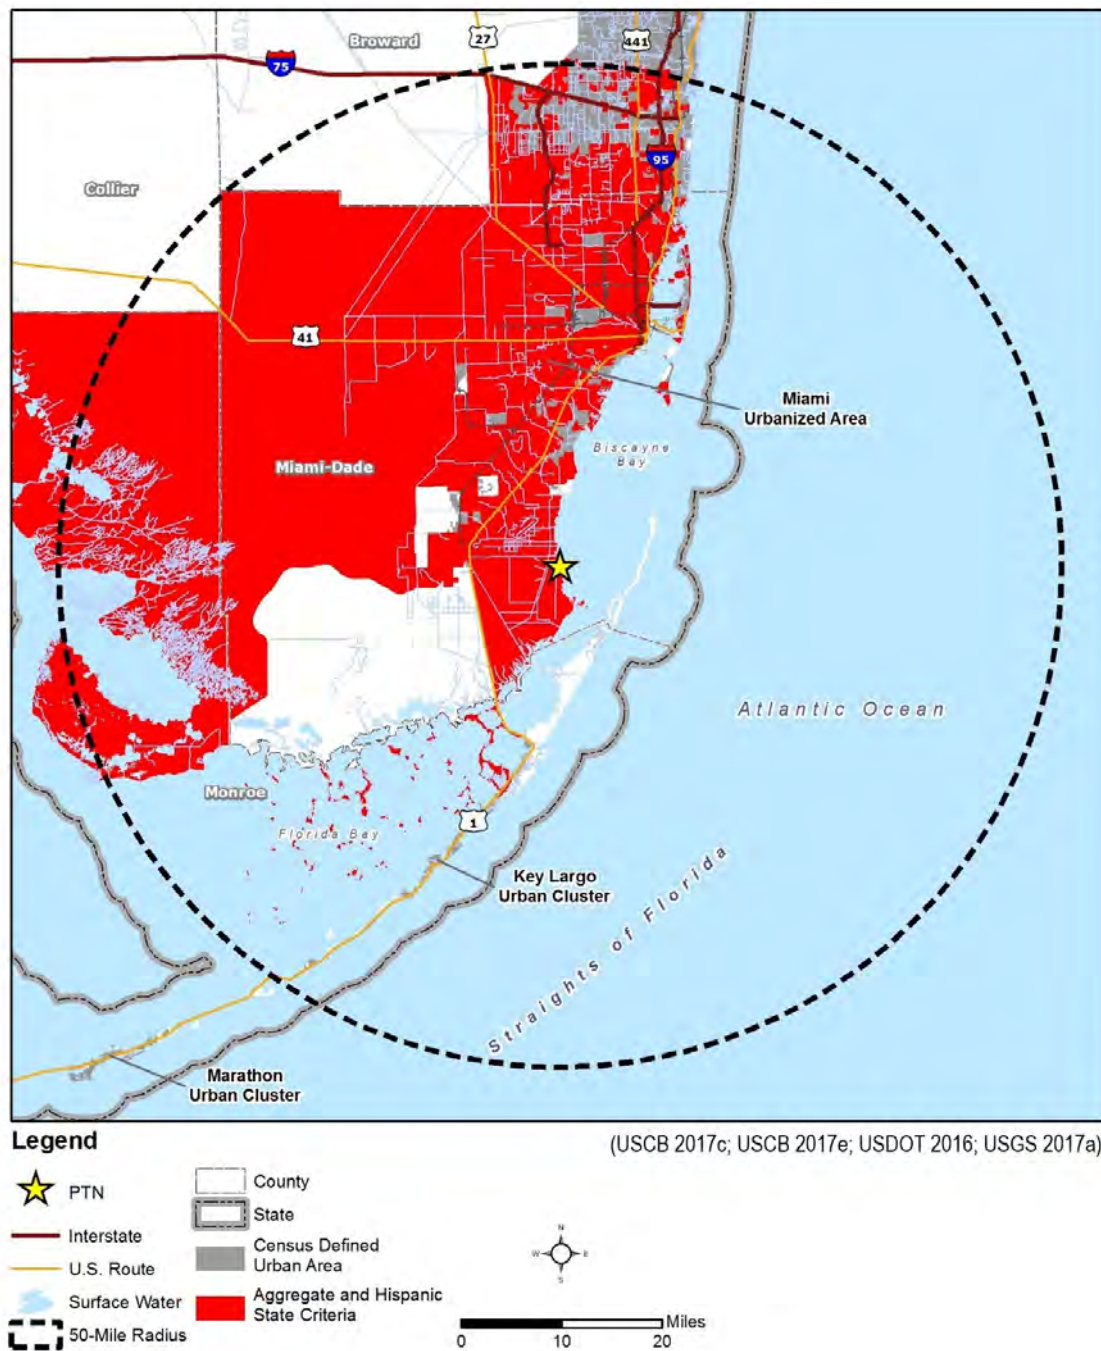 Broward
27
441
75
95
Collier
41
Miami
Urbanized Area
Biscayne
Bay
Miami-Dade
Atlantic Ocean
Monroe
Florida Bay
1
Key Largo
Urban Cluster
Straights of Florida
Marathon
Urban Cluster
Legend
(USCB 2017c; USCB 2017e; USDOT 2016; USGS 2017a)
PTN
Interstate
U.S. Route
Surface Water
50-Mile Radius
County
State
Census Defined
Urban Area
Aggregate and Hispanic
State Criteria
N
W E
S
Miles
0 10 20